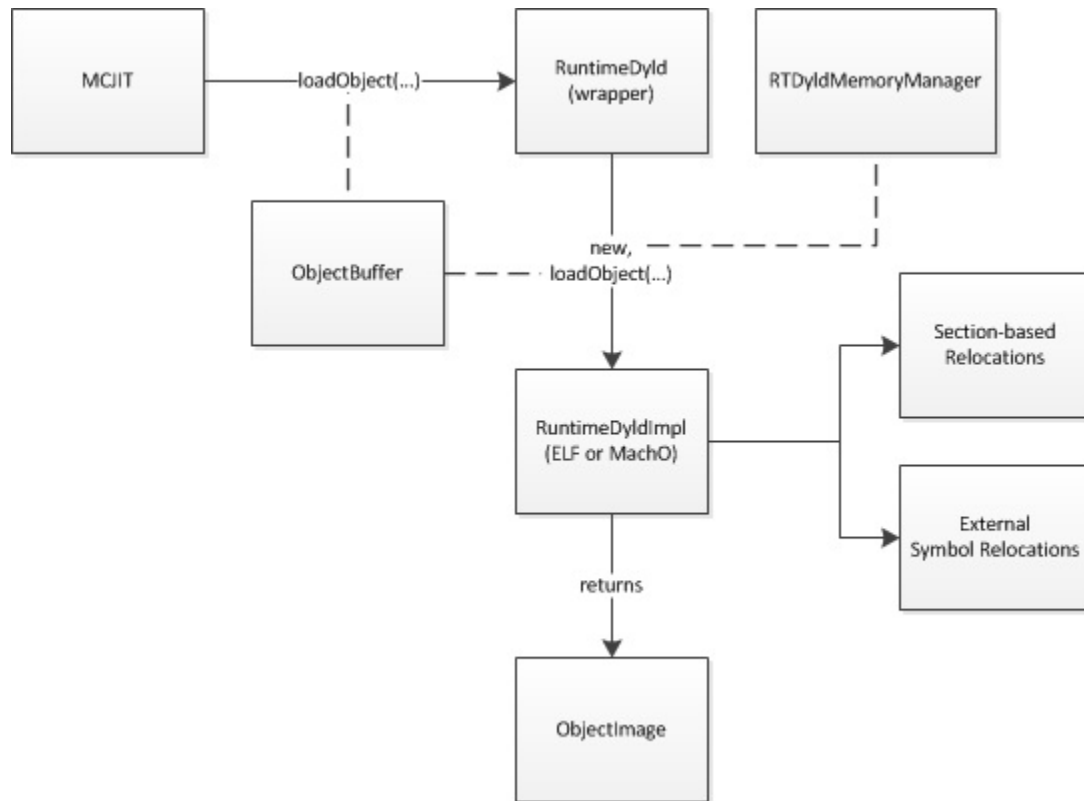 MCJIT
loadObject(...)
RuntimeDyld
(wrapper)
RTDyldMemoryManager
ObjectBuffer
new,
loadObject(...)
Section-based
Relocations
RuntimeDyldImpl
(ELF or MachO)
External
Symbol Relocations
returns
ObjectImage